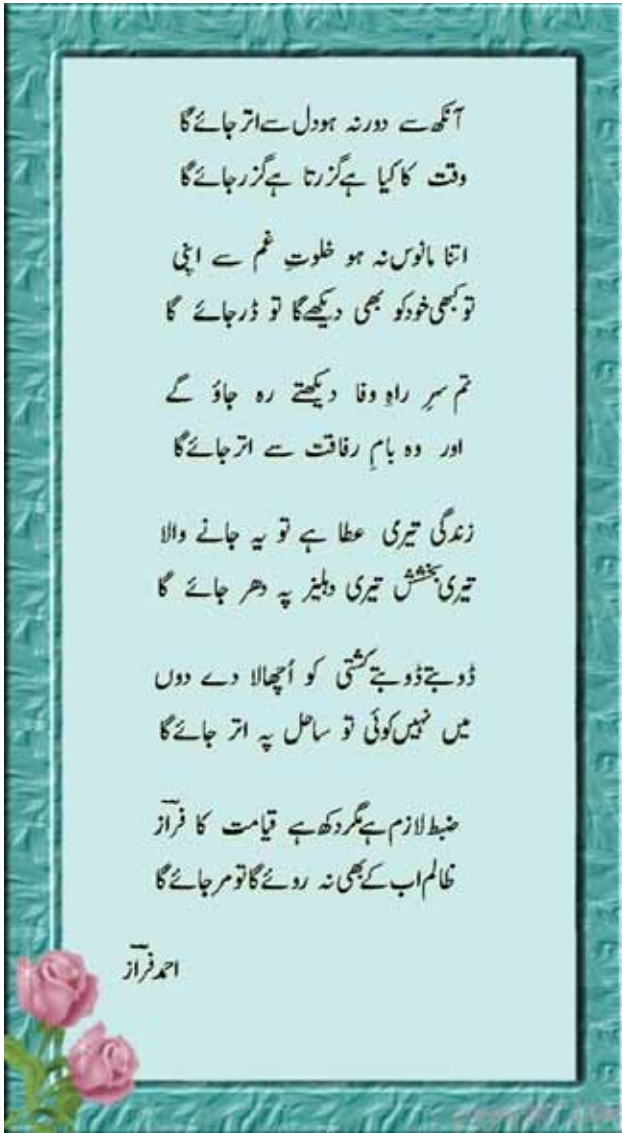 آنکھ سے دور نہ ہو دل سے اتر جائے گا
وقت کا کیا ہے گزرتا ہے گزر جائے گا
اتنا مانوس نہ ہو خلوتِ غم سے اپنی
تو کبھی خود کو بھی دیکھے گا تو ڈر جائے گا
تم سرِ راہِ وفا دیکھتے رہ جاؤ گے
اور وہ بامِ رفاقت سے اتر جائے گا
زندگی تیری عطا ہے تو یہ جانے والا
تیری بخشش تیری دہلیز پہ دھر جائے گا
ڈوبتے ڈوبتے کشتی کو اُچھالا دے دوں
میں نہیں کوئی تو ساحل پہ اتر جائے گا
ضبط لازم ہے مگر دکھ ہے قیامت کا فرازؔ
ظالم اب کے بھی نہ روئے گا تو مر جائے گا
احمد فرازؔ